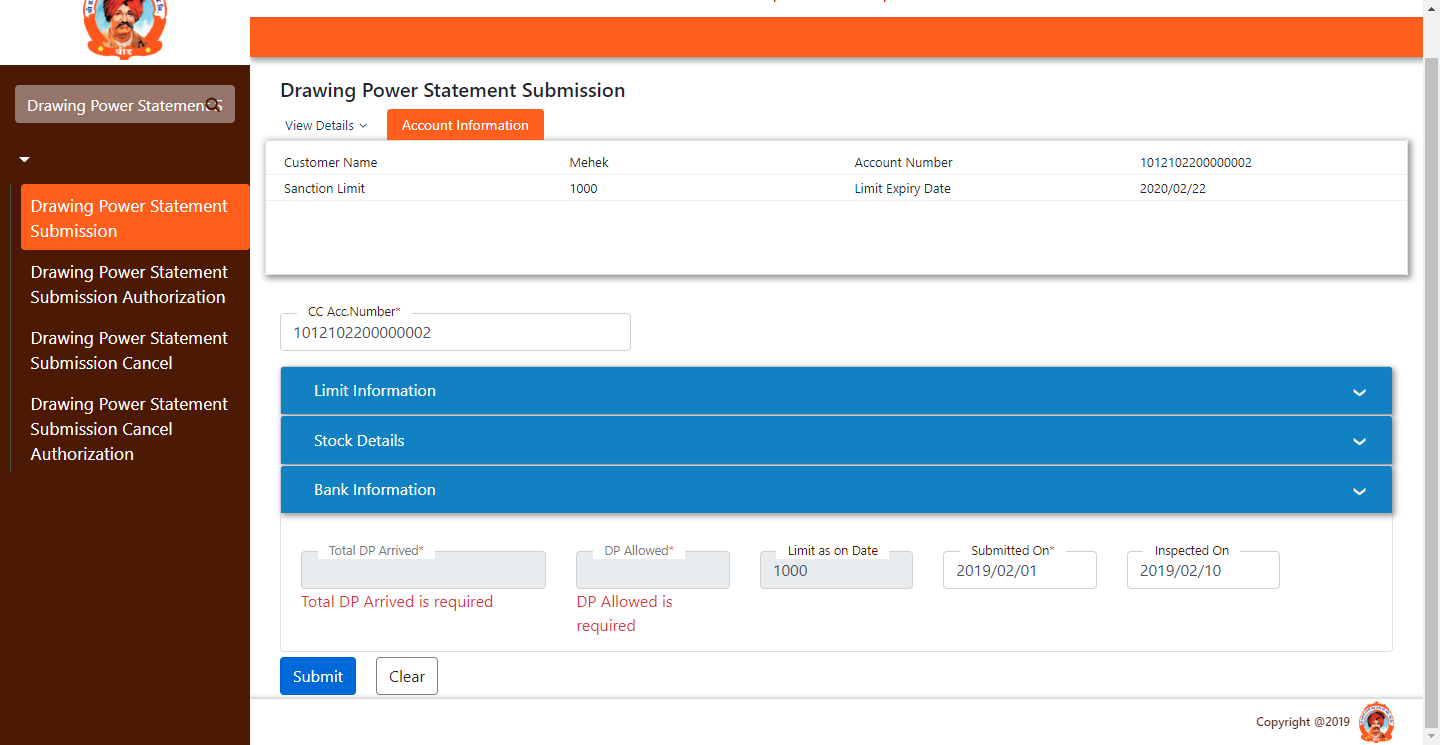 बीड
Drawing Power Statement
Drawing Power Statement
Submission
Drawing Power Statement
Submission Authorization
Drawing Power Statement
Submission Cancel
Drawing Power Statement
Submission Cancel
Authorization
Drawing Power Statement Submission
View Details
Account Information
Customer Name Mehek Account Number 1012102200000002
Sanction Limit 1000 Limit Expiry Date 2020/02/22
CC Acc.Number*
1012102200000002
Limit Information
Stock Details
Bank Information
Total DP Arrived* DP Allowed* Limit as on Date Submitted On* Inspected On
1000 2019/02/01 2019/02/10
Total DP Arrived is required DP Allowed is
required
Submit Clear
Copyright @2019